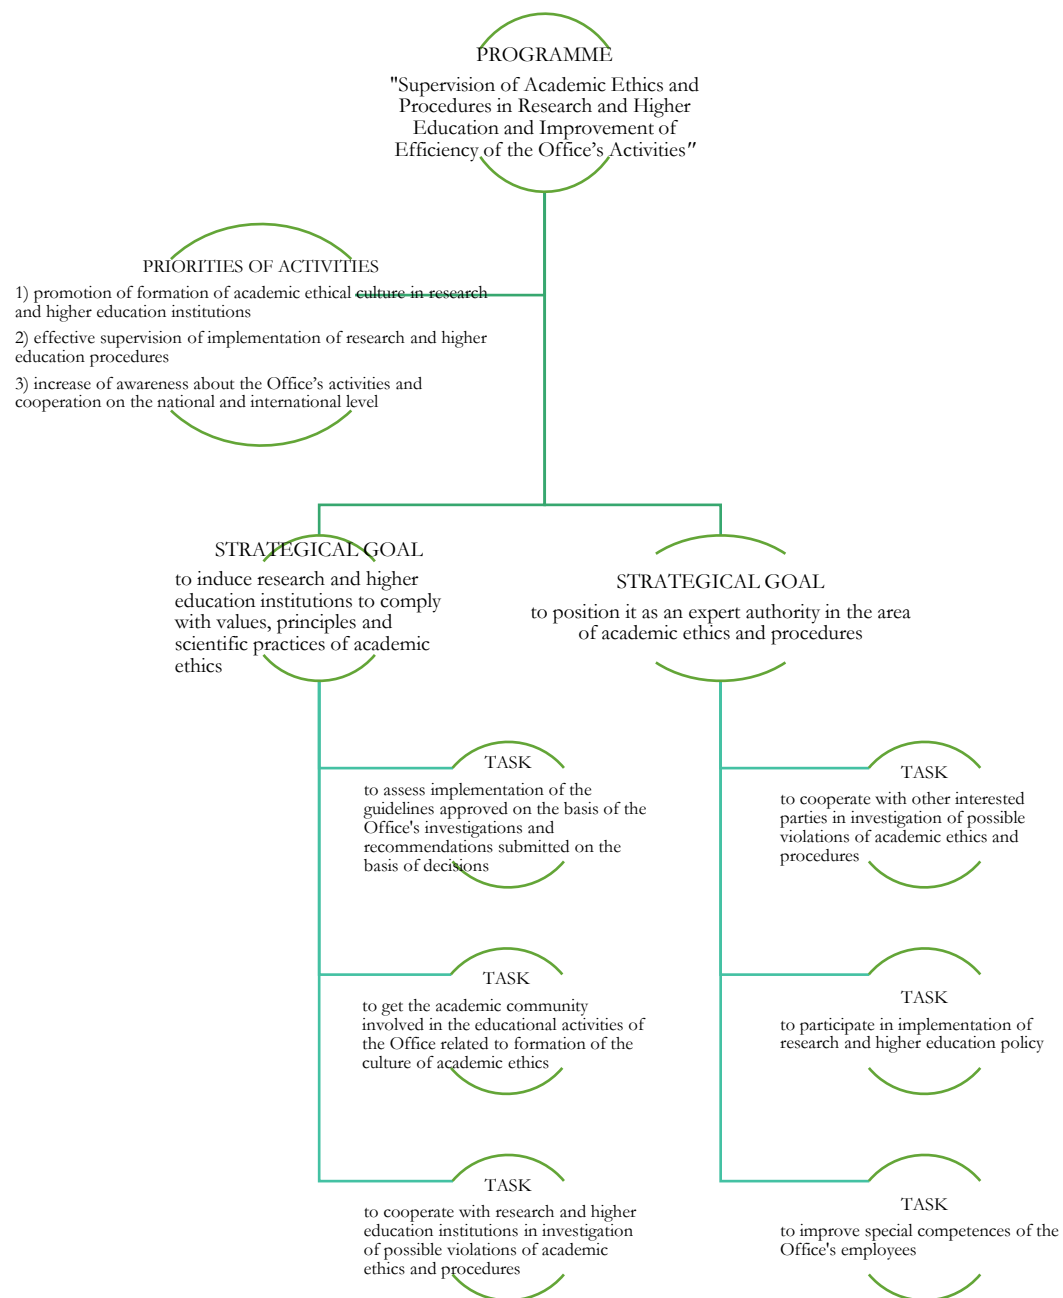 PROGRAMME
"Supervision of Academic Ethics and
Procedures in Research and Higher
Education and Improvement of
Efficiency of the Office’s Activities"
PRIORITIES OF ACTIVITIES
1) promotion of formation of academic ethical culture in research
and higher education institutions
2) effective supervision of implementation of research and higher
education procedures
3) increase of awareness about the Office's activities and
cooperation on the national and international level
STRATEGICAL GOAL
to induce research and higher
education institutions to comply
with values, principles and
scientific practices of academic
ethics
STRATEGICAL GOAL
to position it as an expert authority in the area
of academic ethics and procedures
TASK
to assess implementation of the
guidelines approved on the basis of the
Office's investigations and
recommendations submitted on the
basis of decisions
TASK
to cooperate with other interested
parties in investigation of possible
violations of academic ethics and
procedures
TASK
to get the academic community
involved in the educational activities of
the Office related to formation of the
culture of academic ethics
TASK
to participate in implementation of
research and higher education policy
TASK
to cooperate with research and higher
education institutions in investigation
of possible violations of academic
ethics and procedures
TASK
to improve special competences of the
Office's employees